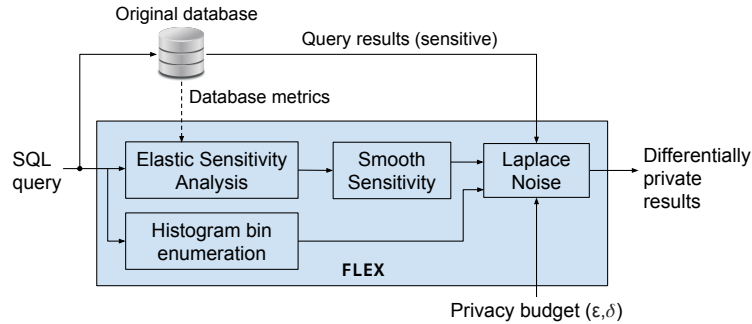 Original database
Query results (sensitive)
Database metrics
SQL
query
Elastic Sensitivity
Analysis
Smooth
Sensitivity
Laplace
Noise
Differentially
private
results
Histogram bin
enumeration
FLEX
Privacy budget (ε,δ)